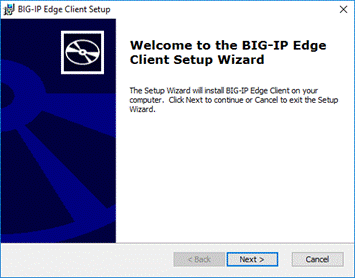 BIG-IP Edge Client Setup
Welcome to the BIG-IP Edge
Client Setup Wizard
The Setup Wizard will install BIG-IP Edge Client on your
computer. Click Next to continue or Cancel to exit the Setup
Wizard.
< Back Next > Cancel